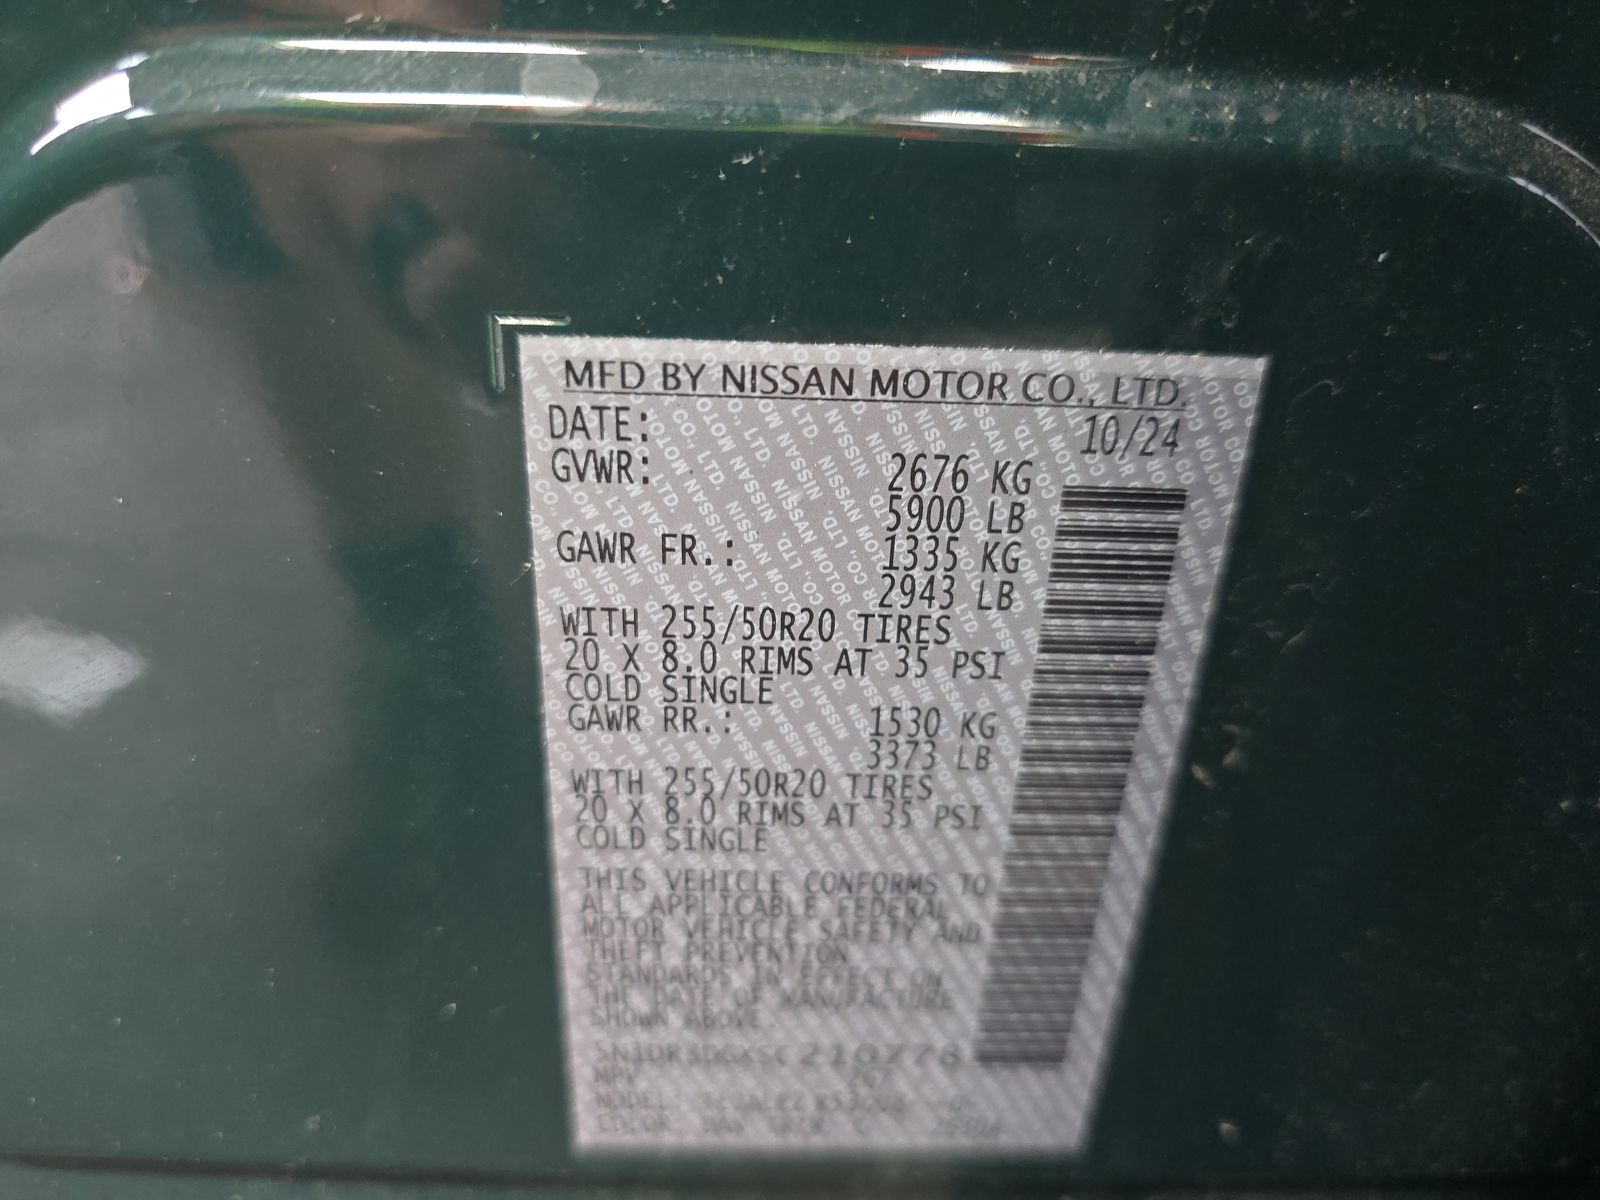 MFD BY NISSAN MOTOR CO., LTD.
DATE: 10/24
GVWR: 2676 KG
5900 LB
GAWR FR.: 1335 KG
2943 LB
WITH 255/50R20 TIRES
20 X 8.0 RIMS AT 35 PSI
COLD SINGLE
GAWR RR.: 1530 KG
3373 LB
WITH 255/50R20 TIRES
20 X 8.0 RIMS AT 35 PSI
COLD SINGLE
THIS VEHICLE CONFORMS TO
ALL APPLICABLE FEDERAL
MOTOR VEHICLE SAFETY AND
THEFT PREVENTION
STANDARDS IN EFFECT ON
THE DATE OF MANUFACTURE
SHOWN ABOVE.
MPV
MODEL:
COLOR: